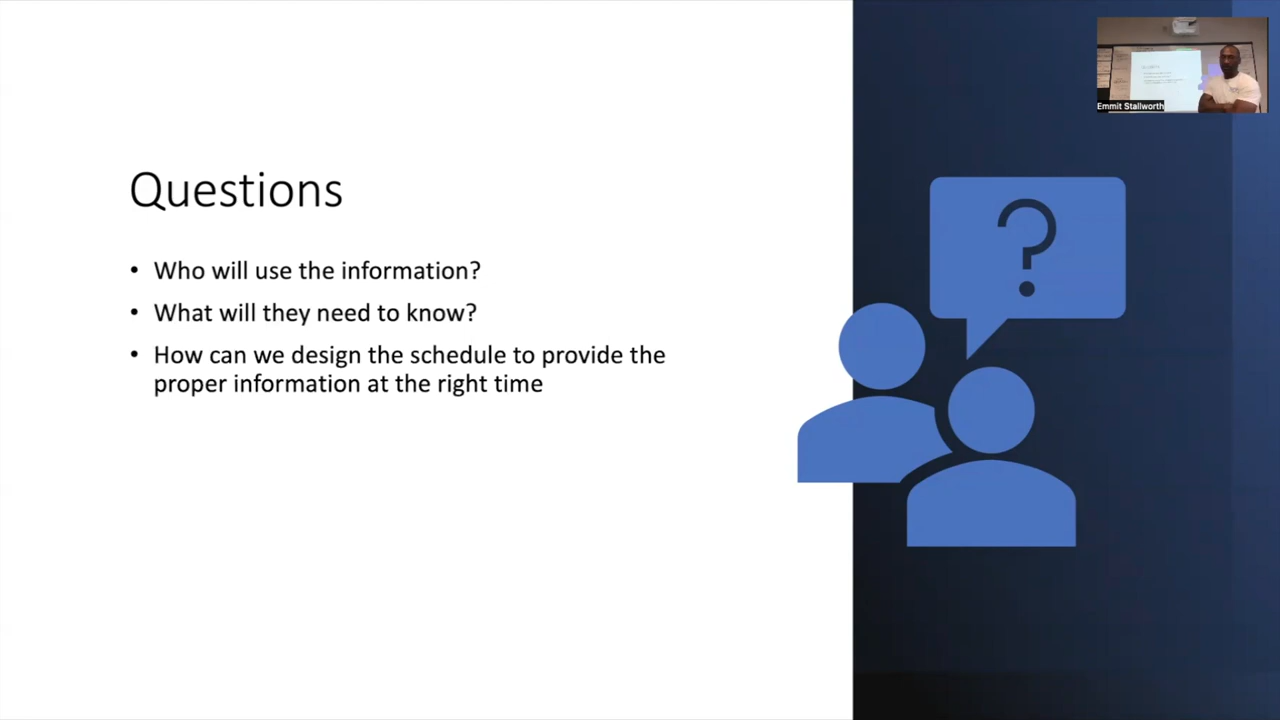 Emmit Stallworth
Questions
• Who will use the information?
• What will they need to know?
• How can we design the schedule to provide the
proper information at the right time
?